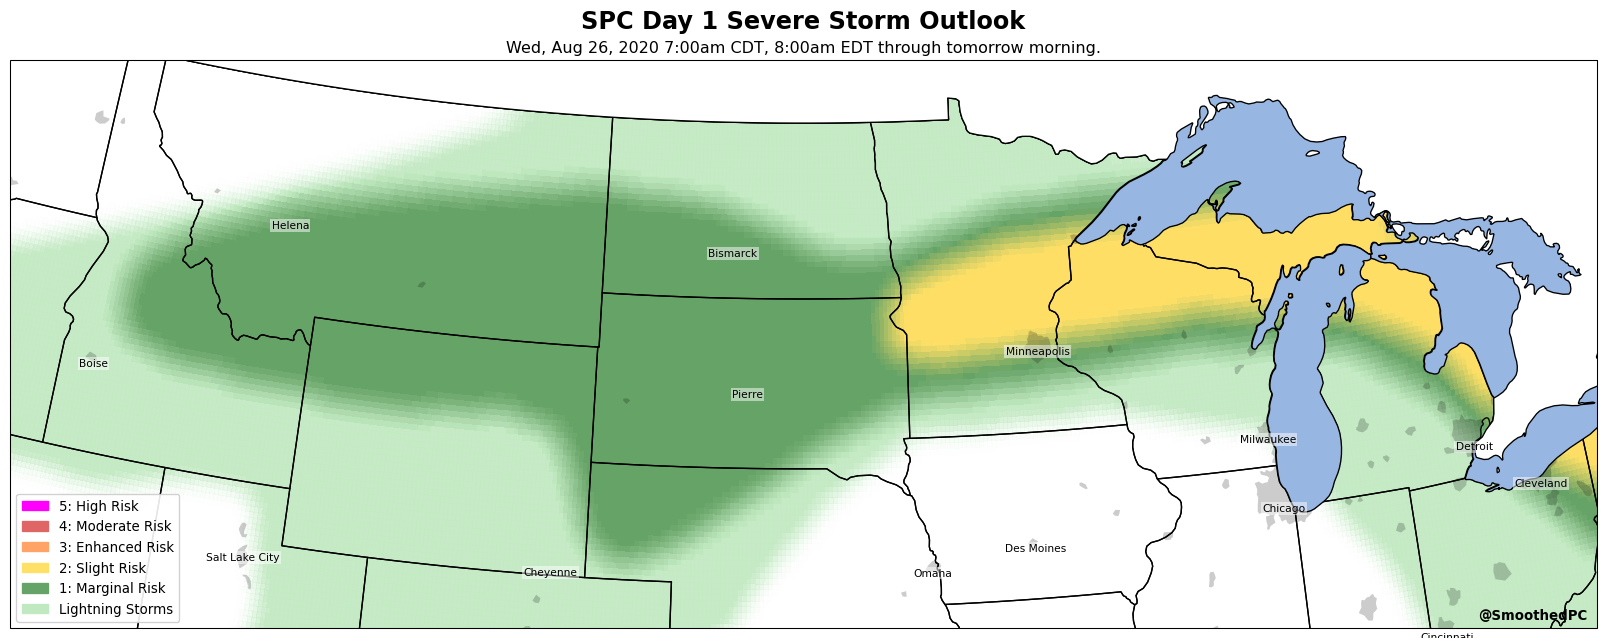 SPC Day 1 Severe Storm Outlook
Wed, Aug 26, 2020 7:00am CDT, 8:00am EDT through tomorrow morning.
Helena
Bismarck
Minneapolis
Boise
Pierre
Milwaukee
Detroit
Cleveland
5: High Risk
4: Moderate Risk
3: Enhanced Risk
2: Slight Risk
1: Marginal Risk
Lightning Storms
Chicago
Salt Lake City
Des Moines
Cheyenne
Omaha
@SmoothedPC
Cincinnati